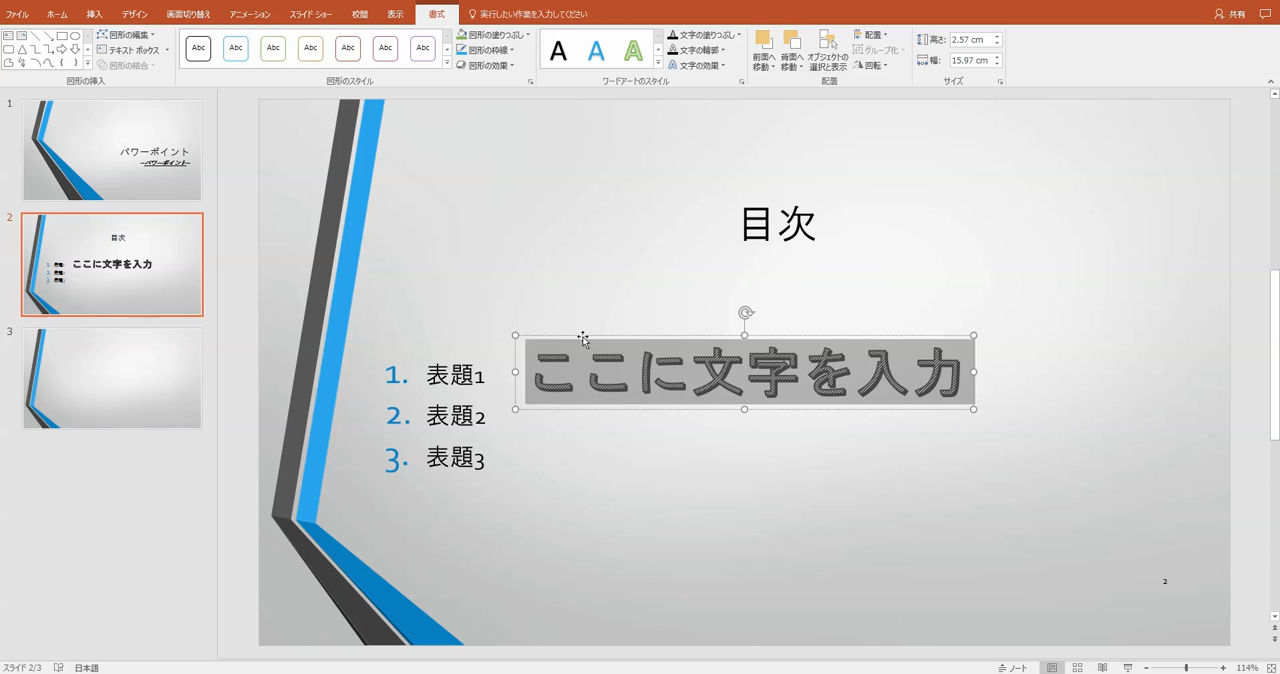 ファイル ホーム 挿入 デザイン 画面切り替え アニメーション スライド ショー 校閲 表示 書式 実行したい作業を入力してください 共有
図形の編集 テキスト ボックス 図形の結合 図形の挿入
Abc Abc Abc Abc Abc Abc Abc 図形の塗りつぶし 図形の枠線 図形の効果 図形のスタイル
A A A 文字の塗りつぶし 文字の輪郭 文字の効果 ワードアートのスタイル
前面へ移動 背面へ移動 オブジェクトの選択と表示 配置 グループ化 回転 配置
高さ: 2.57 cm 幅: 15.97 cm サイズ
1
パワーポイント
~パワーポイント~
2
目次
ここに文字を入力
1. 表題1
2. 表題2
3. 表題3
3
目次
ここに文字を入力
1. 表題1
2. 表題2
3. 表題3
2
スライド 2/3 日本語 ノート 114%